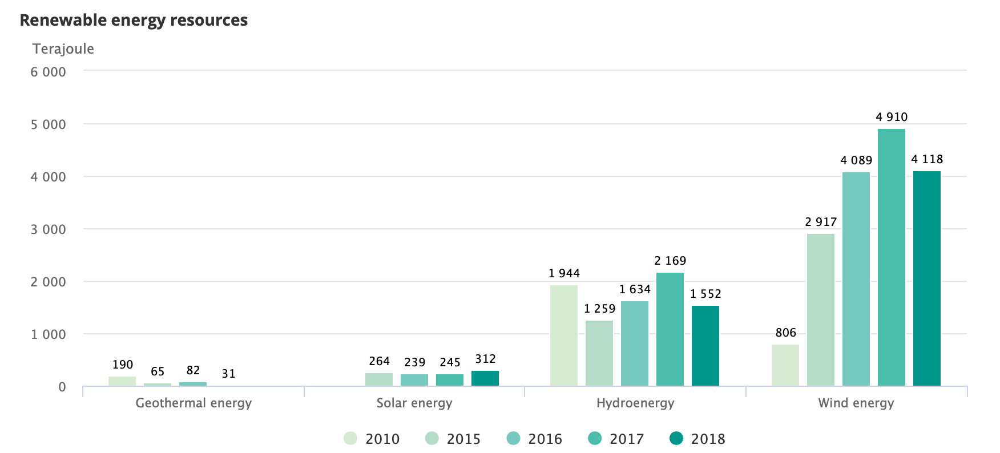 Renewable energy resources
Terajoule
6 000
5 000
4 000
3 000
2 000
1 000
0
190 65 82 31
264 239 245 312
1 944 1 259 1 634 2 169 1 552
806 2 917 4 089 4 910 4 118
Geothermal energy Solar energy Hydroenergy Wind energy
2010 2015 2016 2017 2018